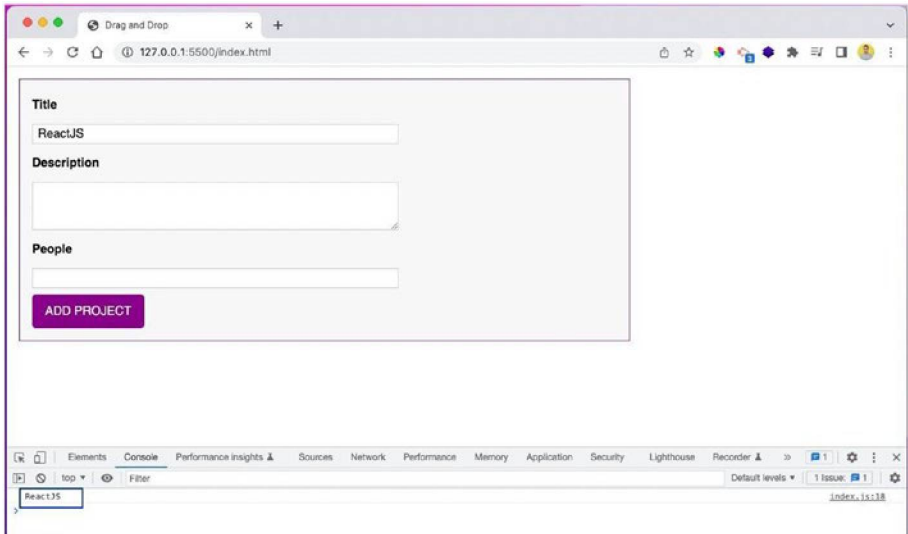 Drag and Drop
127.0.0.1:5500/index.html
3
Title
ReactJS
Description
People
ADD PROJECT
Elements Console Performance insights Sources Network Performance Memory Application Security Lighthouse Recorder » 1
top Filter Default levels 1 Issue: 1
ReactJS index.js:18
>